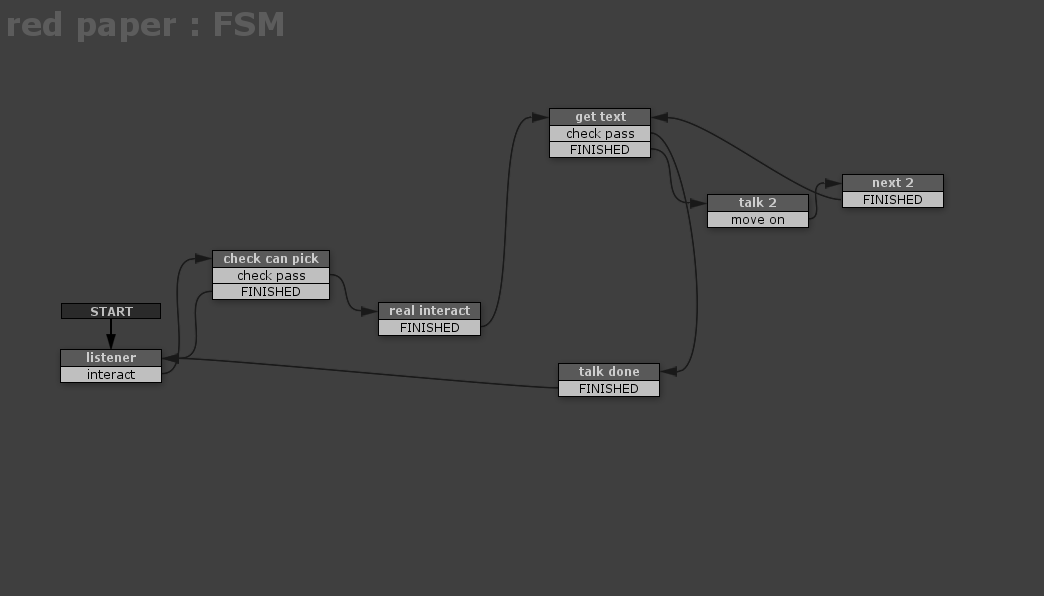 red paper : FSM
get text
check pass
FINISHED
next 2
FINISHED
talk 2
move on
check can pick
check pass
FINISHED
real interact
FINISHED
START
listener
interact
talk done
FINISHED